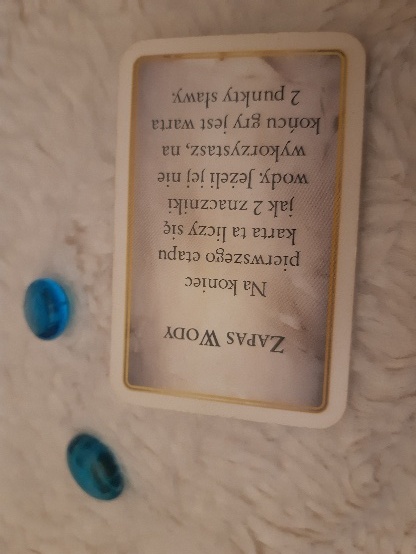 ZAPAS WODY
Na koniec
pierwszego etapu
karta ta liczy się
jak 2 znaczniki
wody. Jeżeli jej nie
wykorzystasz, na
końcu gry jest warta
2 punkty sławy.